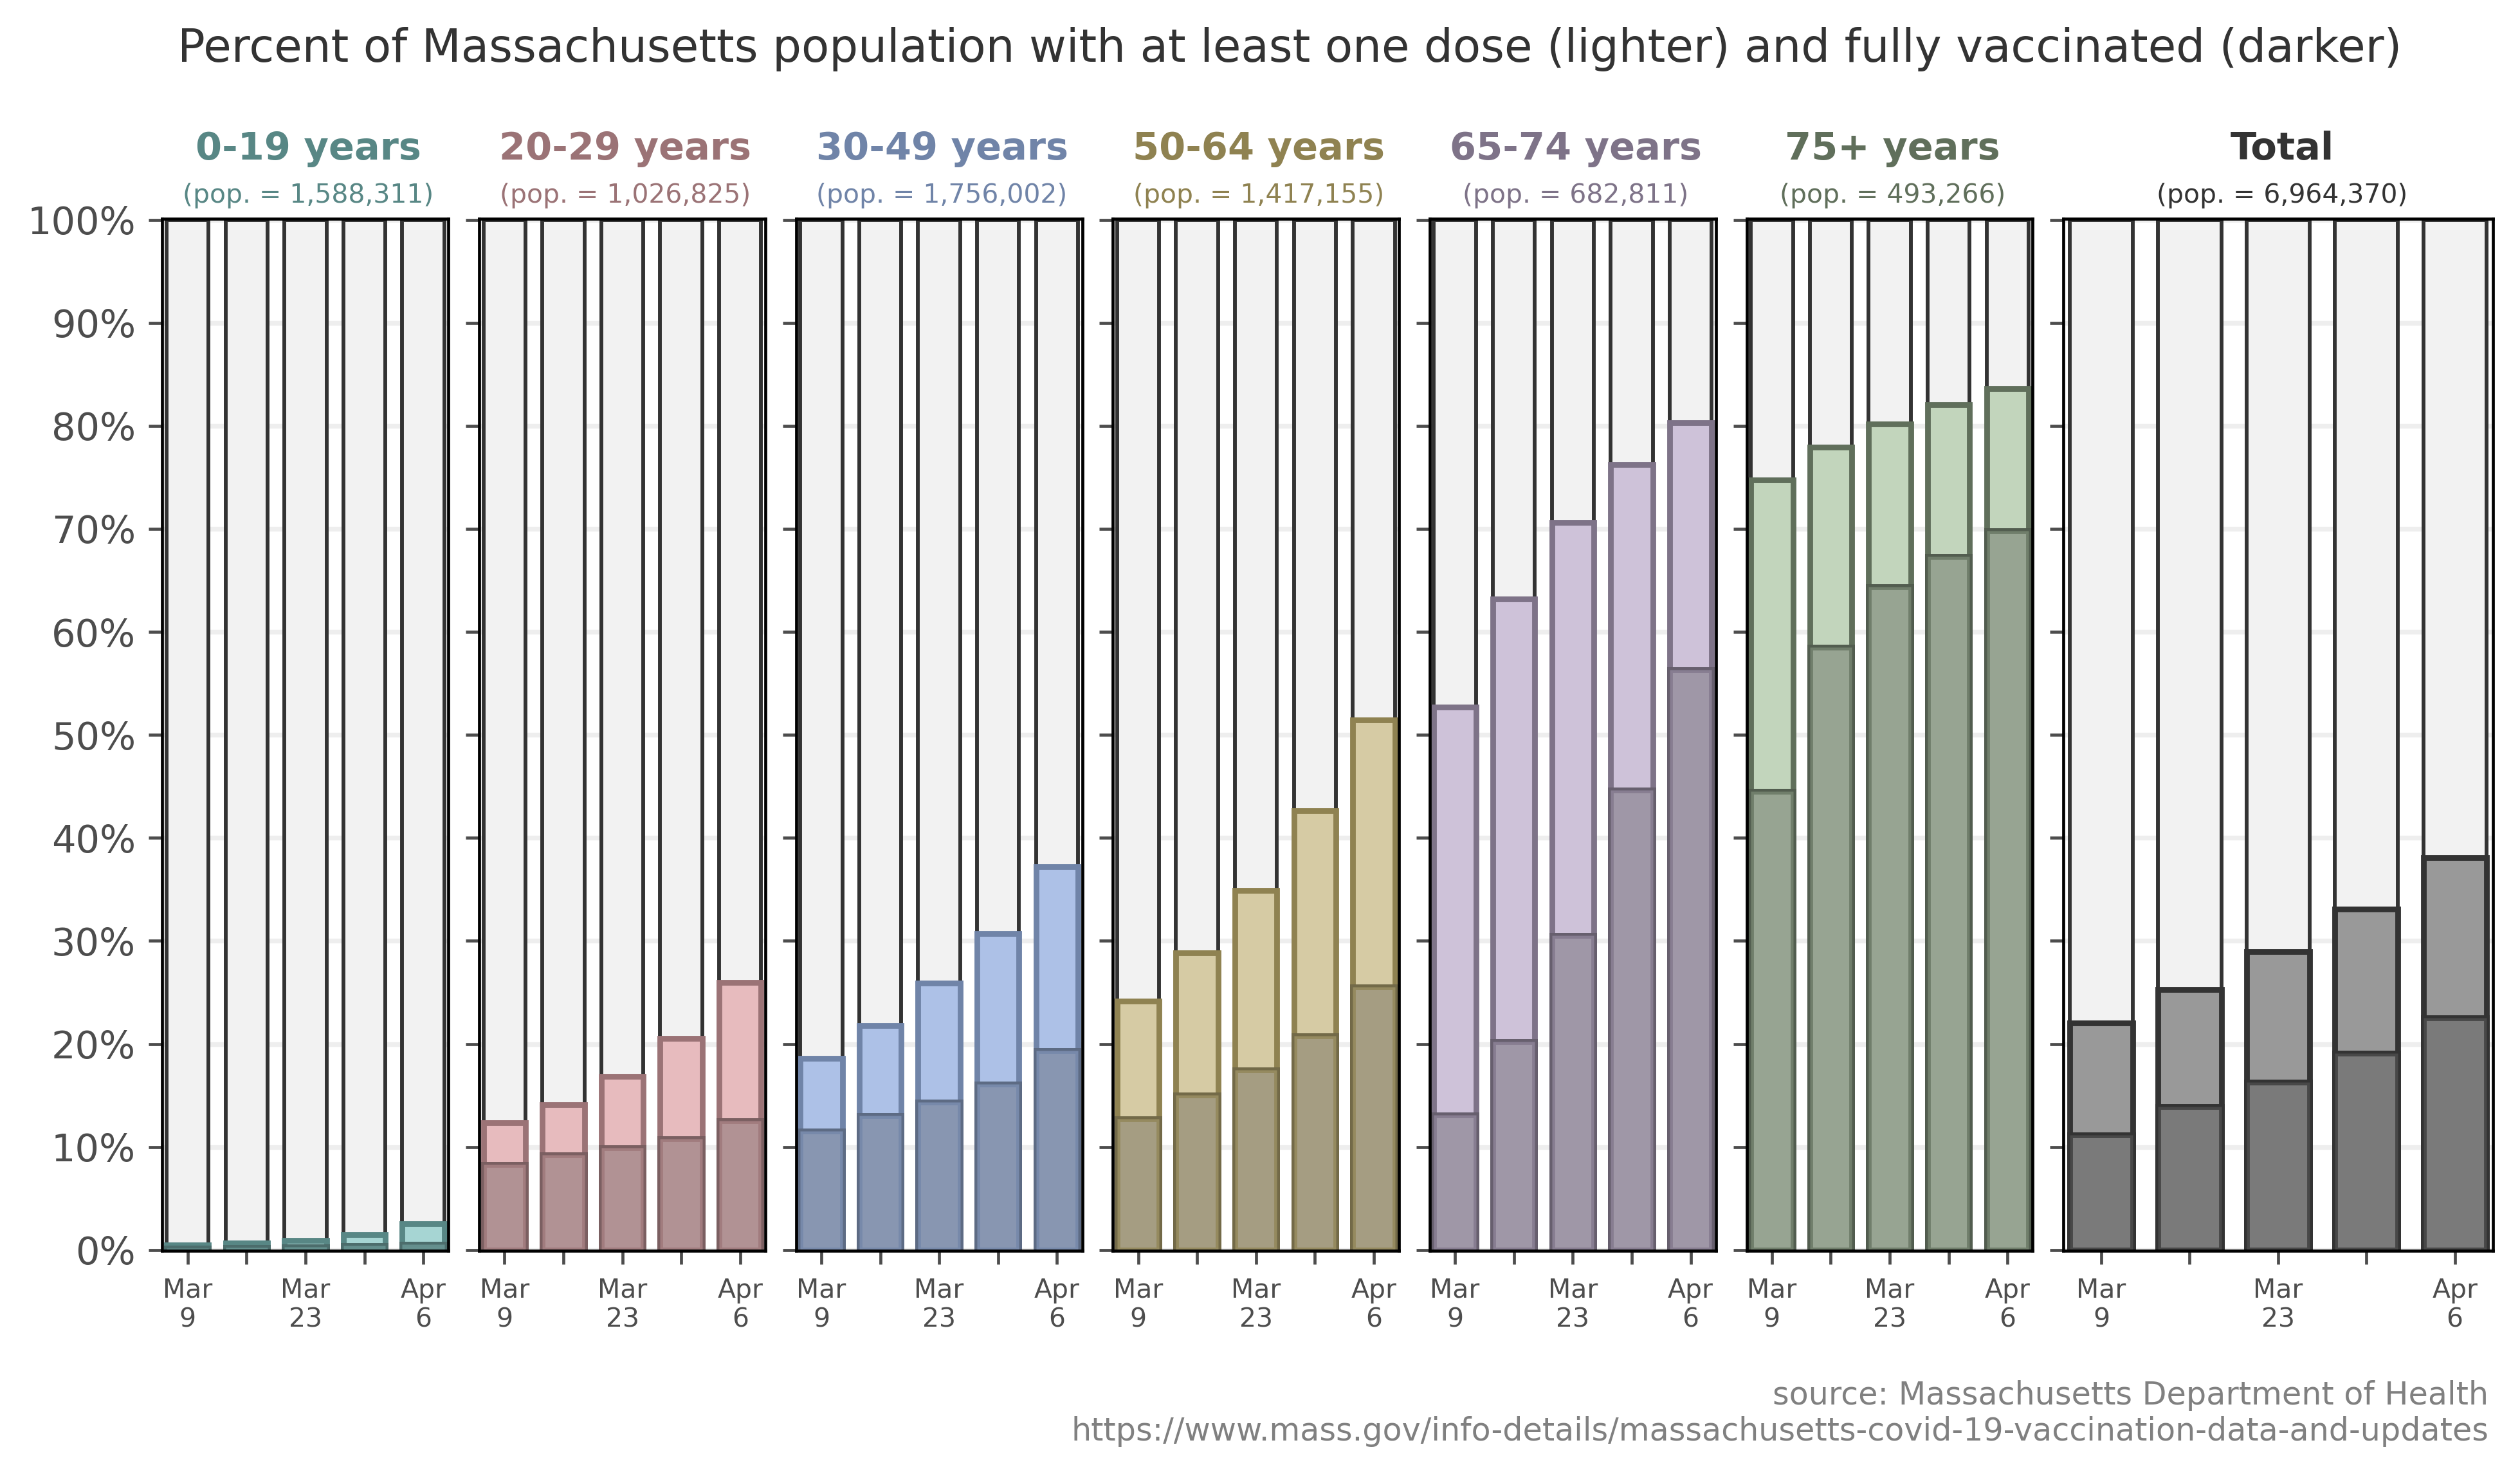 Percent of Massachusetts population with at least one dose (lighter) and fully vaccinated (darker)
0-19 years
(pop. = 1,588,311)
20-29 years
(pop. = 1,026,825)
30-49 years
(pop. = 1,756,002)
50-64 years
(pop. = 1,417,155)
65-74 years
(pop. = 682,811)
75+ years
(pop. = 493,266)
Total
(pop. = 6,964,370)
100%
90%
80%
70%
60%
50%
40%
30%
20%
10%
0%
Mar
9
Mar
23
Apr
6
Mar
9
Mar
23
Apr
6
Mar
9
Mar
23
Apr
6
Mar
9
Mar
23
Apr
6
Mar
9
Mar
23
Apr
6
Mar
9
Mar
23
Apr
6
Mar
9
Mar
23
Apr
6
source: Massachusetts Department of Health
https://www.mass.gov/info-details/massachusetts-covid-19-vaccination-data-and-updates